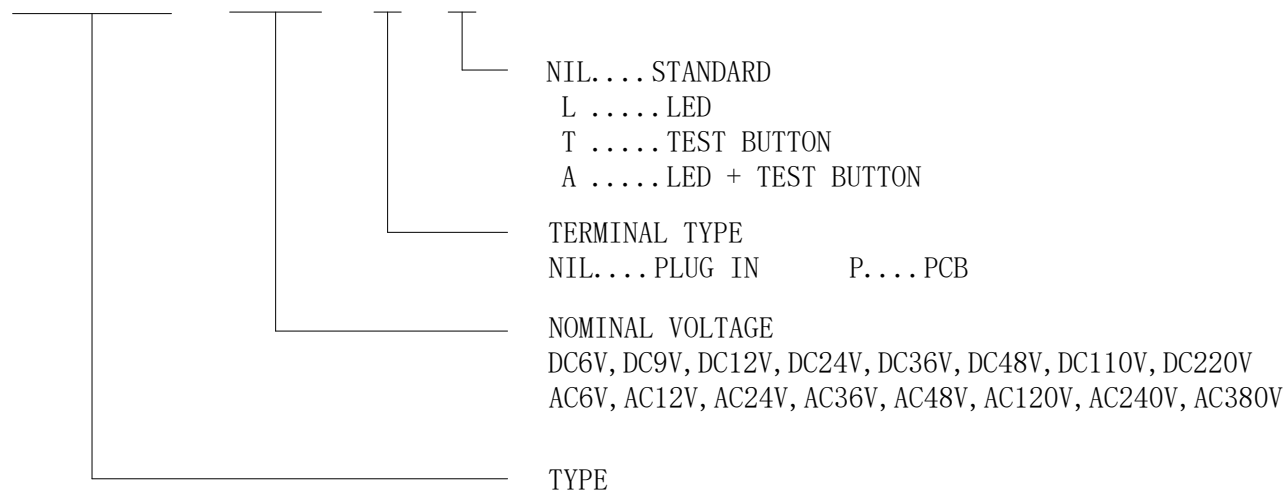 NIL....STANDARD
L .....LED
T .....TEST BUTTON
A .....LED + TEST BUTTON
TERMINAL TYPE
NIL....PLUG IN P....PCB
NOMINAL VOLTAGE
DC6V,DC9V,DC12V,DC24V,DC36V,DC48V,DC110V,DC220V
AC6V,AC12V,AC24V,AC36V,AC48V,AC120V,AC240V,AC380V
TYPE